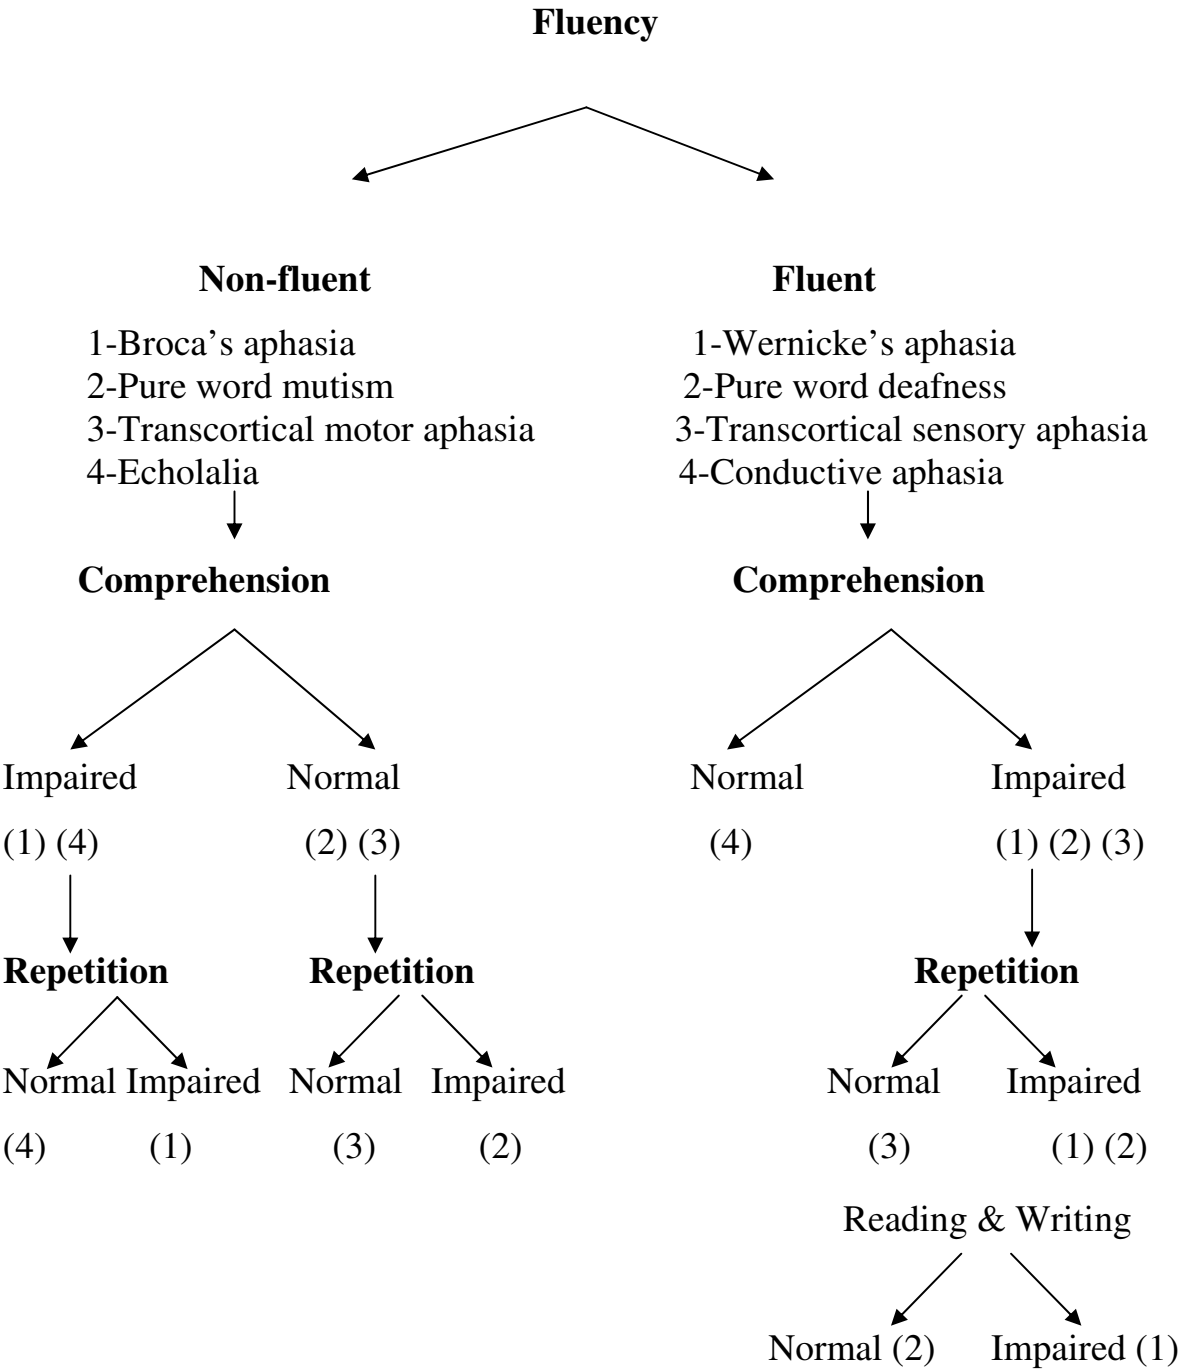 Fluency
Non-fluent Fluent
1-Broca’s aphasia 1-Wernicke’s aphasia
2-Pure word mutism 2-Pure word deafness
3-Transcortical motor aphasia 3-Transcortical sensory aphasia
4-Echolalia 4-Conductive aphasia
Comprehension Comprehension
Impaired Normal Normal Impaired
(1) (4) (2) (3) (4) (1) (2) (3)
Repetition Repetition Repetition
Normal Impaired Normal Impaired Normal Impaired
(4) (1) (3) (2) (3) (1) (2)
Reading & Writing
Normal (2) Impaired (1)